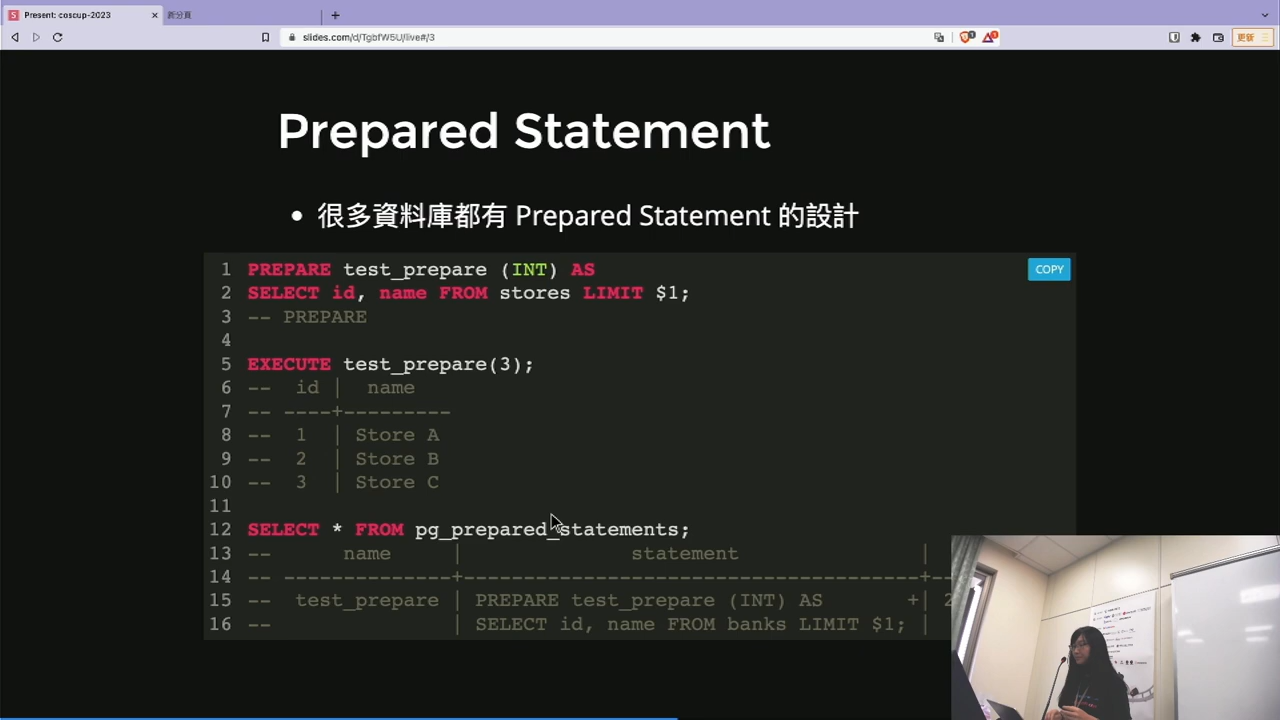 Present: coscup-2023
新分頁
slides.com/d/TgbfW5U/live#/3
更新
Prepared Statement
很多資料庫都有 Prepared Statement 的設計
COPY
1 PREPARE test_prepare (INT) AS
2 SELECT id, name FROM stores LIMIT $1;
3 -- PREPARE
4
5 EXECUTE test_prepare(3);
6 --  id |  name
7 -- ----+---------
8 --  1  | Store A
9 --  2  | Store B
10 --  3  | Store C
11
12 SELECT * FROM pg_prepared_statements;
13 --      name     |              statement               |
14 -- --------------+--------------------------------------+--
15 --  test_prepare | PREPARE test_prepare (INT) AS       +| 2
16 --               | SELECT id, name FROM banks LIMIT $1; |